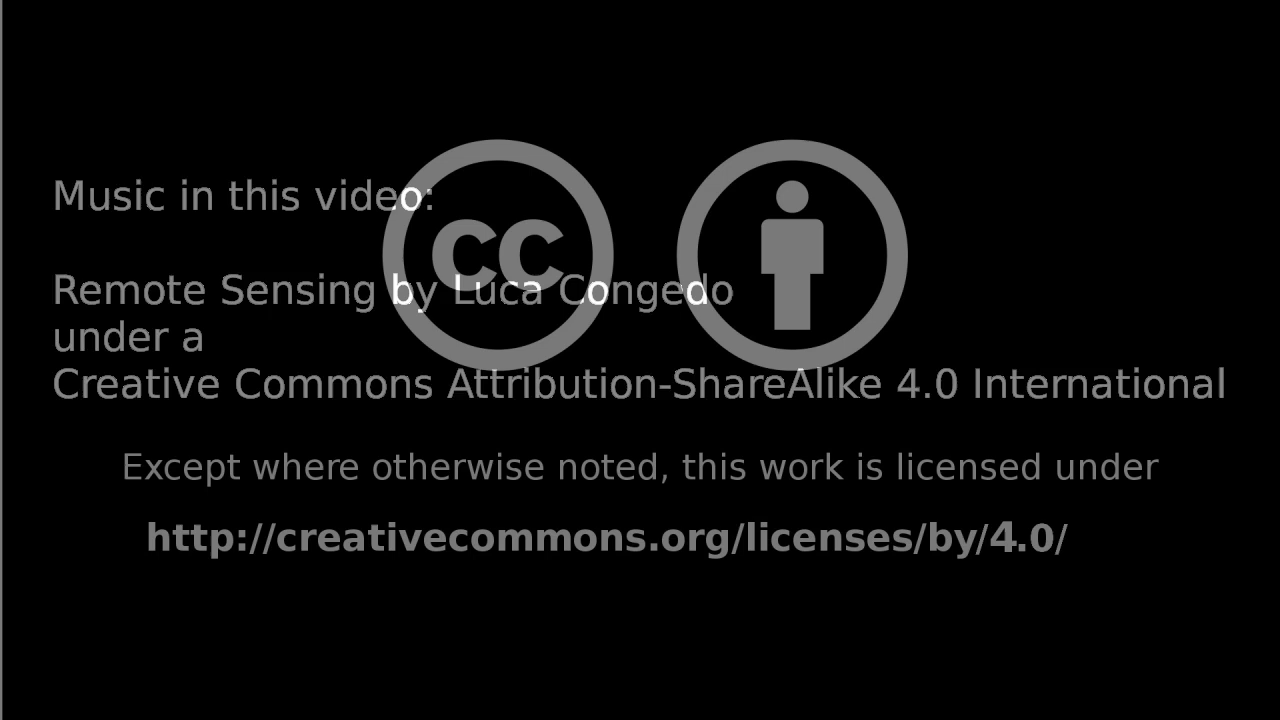 Music in this video:
cc
Remote Sensing by Luca Congedo
under a
Creative Commons Attribution-ShareAlike 4.0 International
Except where otherwise noted, this work is licensed under
http://creativecommons.org/licenses/by/4.0/